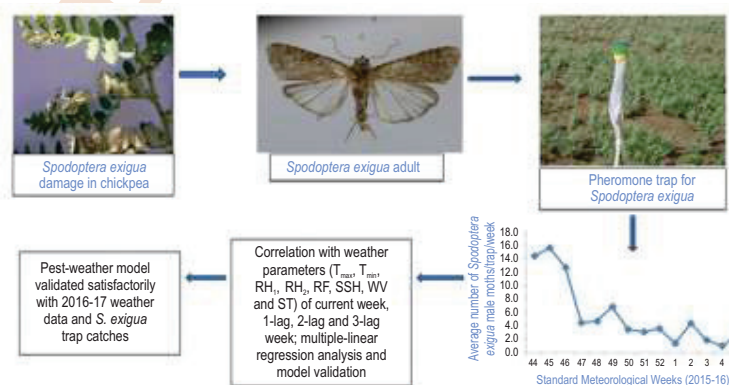 Spodoptera exigua
damage in chickpea
Spodoptera exigua adult
Pheromone trap for
Spodoptera exigua
Average number of Spodoptera
exigua male moths/trap/week
18.0
16.0
14.0
12.0
10.0
8.0
6.0
4.0
2.0
0.0
44 45 46 47 48 49 50 51 52 1 2 3 4
Standard Meteorological Weeks (2015-16)
Correlation with weather
parameters (Tmax, Tmin,
RH1, RH2, RF, SSH, WV
and ST) of current week,
1-lag, 2-lag and 3-lag
week; multiple-linear
regression analysis and
model validation
Pest-weather model
validated satisfactorily
with 2016-17 weather
data and S. exigua
trap catches